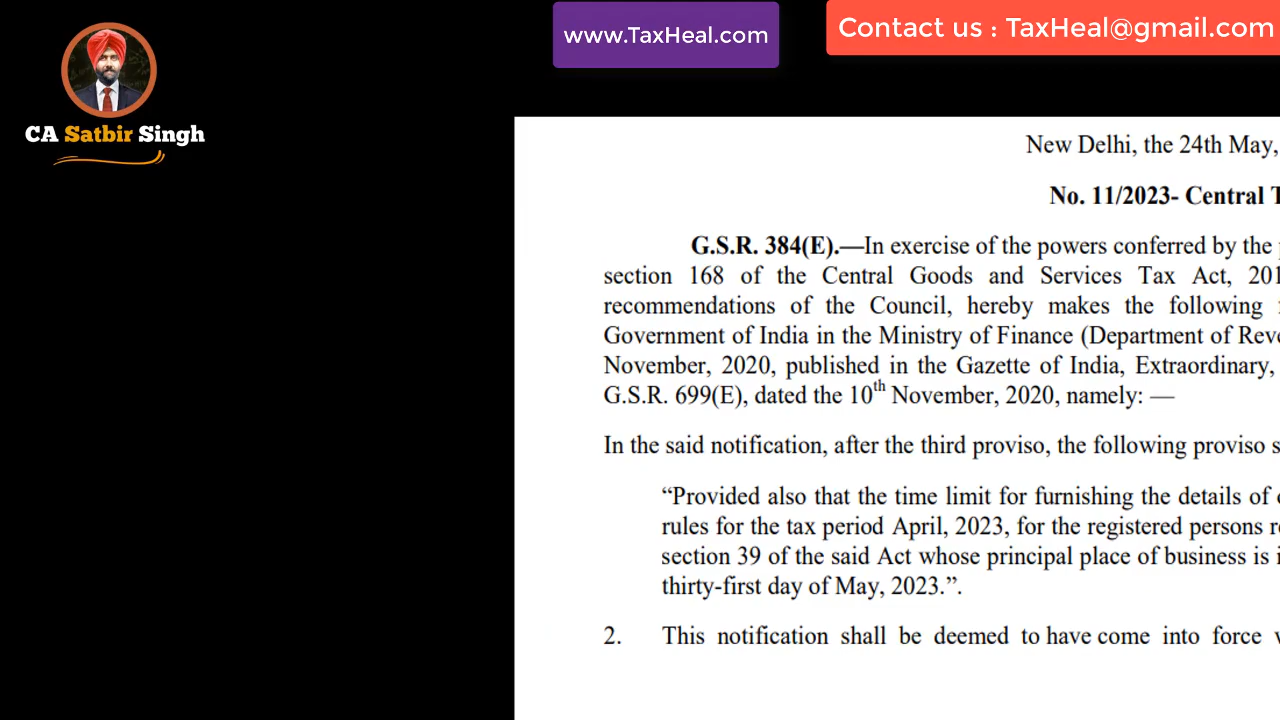 www.TaxHeal.com
Contact us : TaxHeal@gmail.com
CA Satbir Singh
New Delhi, the 24th May,
No. 11/2023- Central T
G.S.R. 384(E).—In exercise of the powers conferred by the
section 168 of the Central Goods and Services Tax Act, 201
recommendations of the Council, hereby makes the following
Government of India in the Ministry of Finance (Department of Reve
November, 2020, published in the Gazette of India, Extraordinary,
G.S.R. 699(E), dated the 10th November, 2020, namely: —
In the said notification, after the third proviso, the following proviso s
“Provided also that the time limit for furnishing the details of
rules for the tax period April, 2023, for the registered persons re
section 39 of the said Act whose principal place of business is i
thirty-first day of May, 2023.”.
2. This notification shall be deemed to have come into force